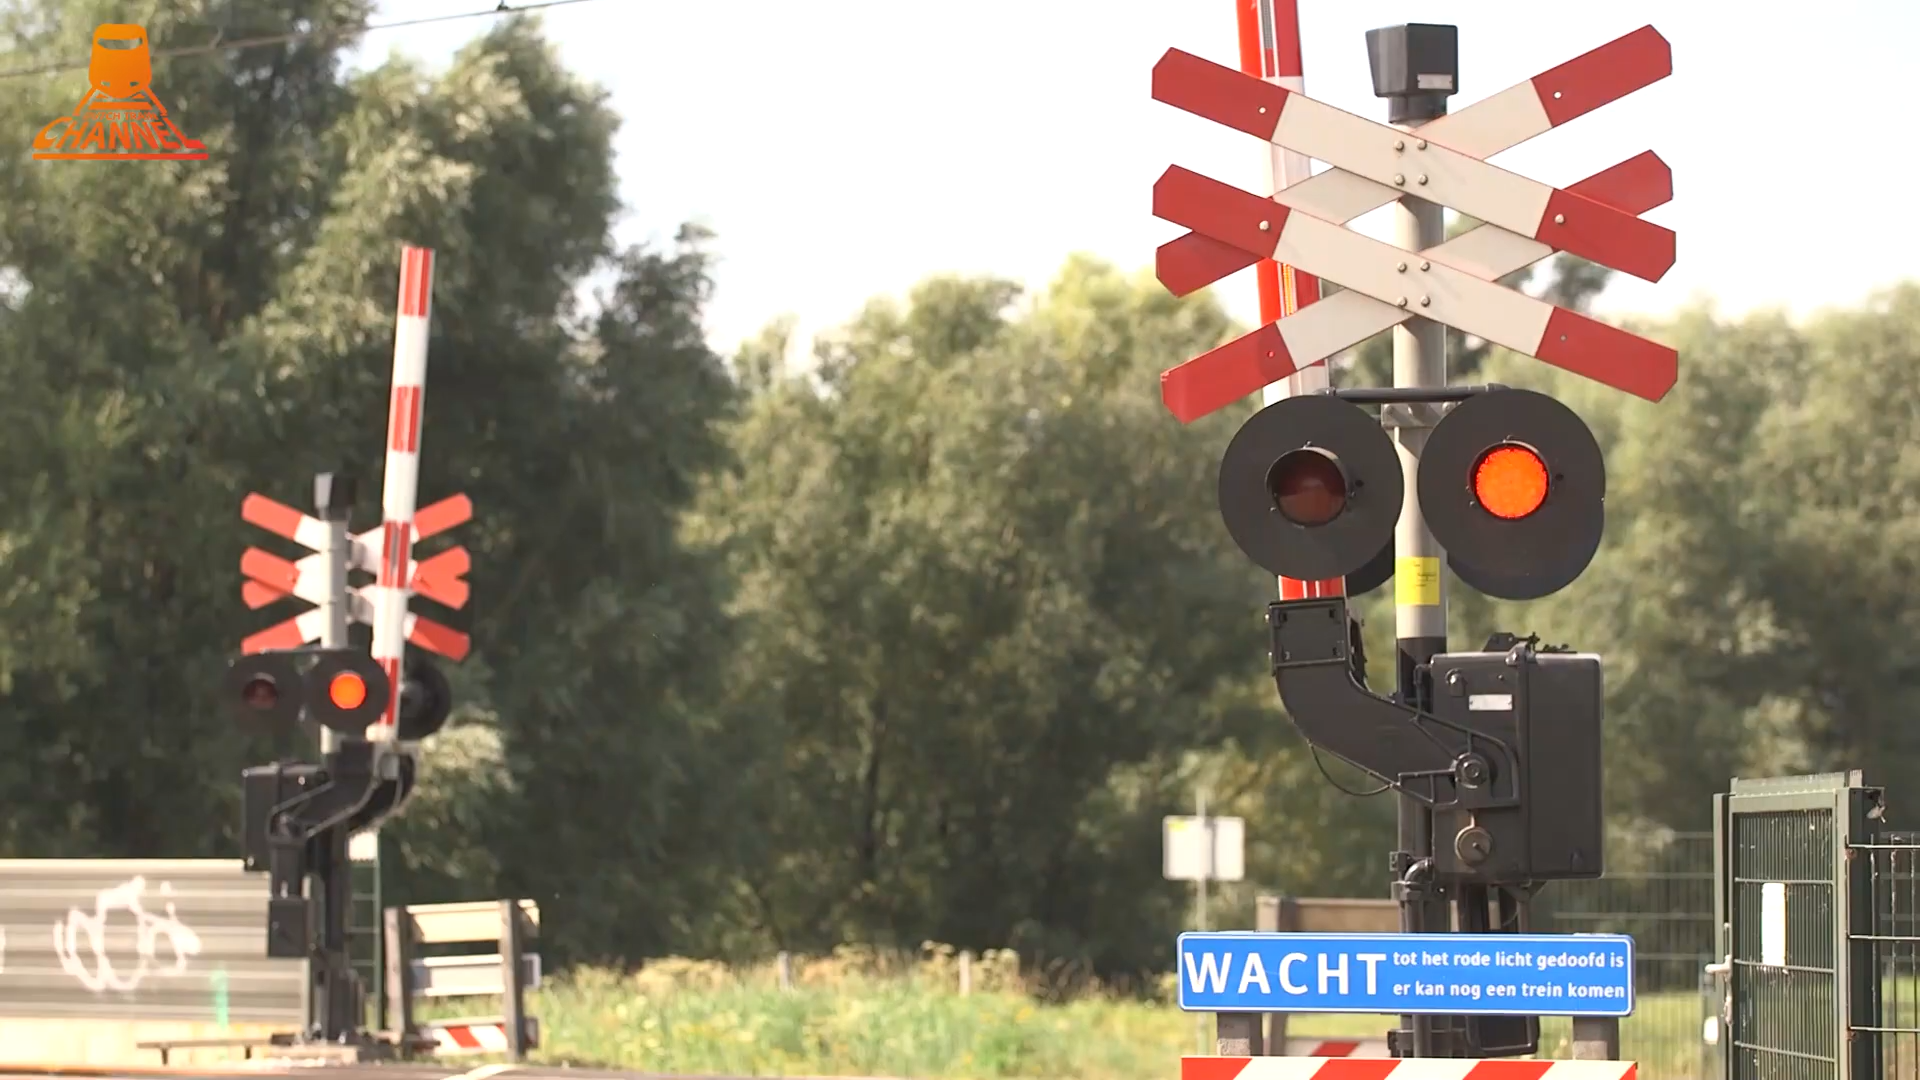 CHANNEL
WACHT
tot het rode licht gedoofd is
er kan nog een trein komen